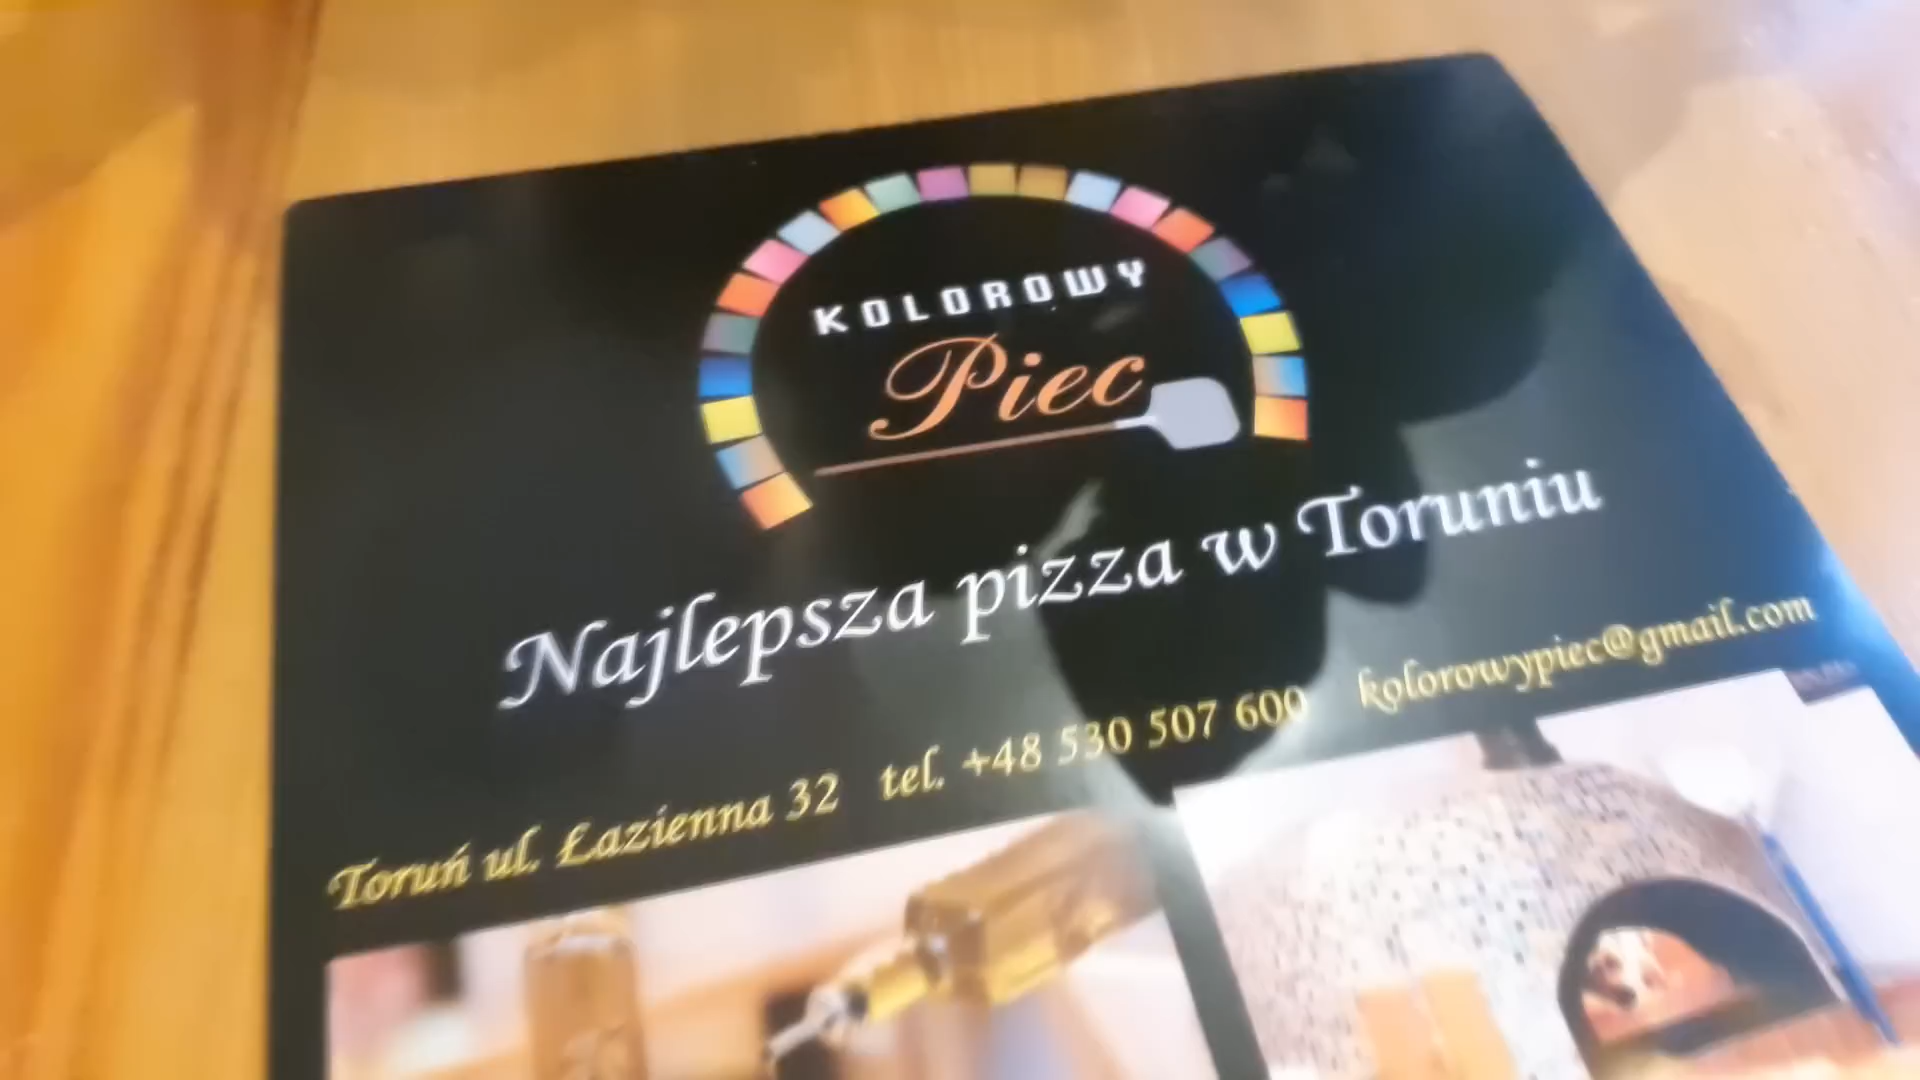 KOLOROWY
Piec
Najlepsza pizza w Toruniu
Toruń ul. Łazienna 32 tel. +48 530 507 600 kolorowypiec@gmail.com